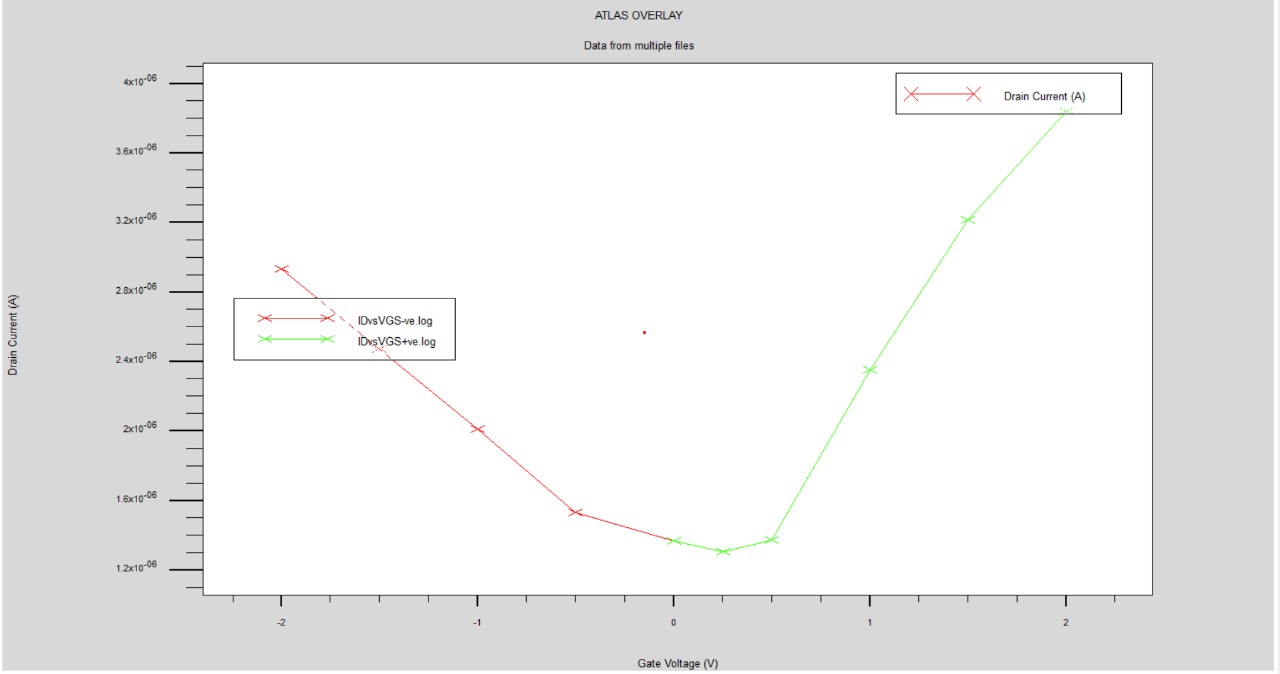 ATLAS OVERLAY
Data from multiple files
Drain Current (A)
4x10-06
3.6x10-06
3.2x10-06
2.8x10-06
2.4x10-06
2x10-06
1.6x10-06
1.2x10-06
Drain Current (A)
IDvsVGS-ve.log
IDvsVGS+ve.log
-2 -1 0 1 2
Gate Voltage (V)